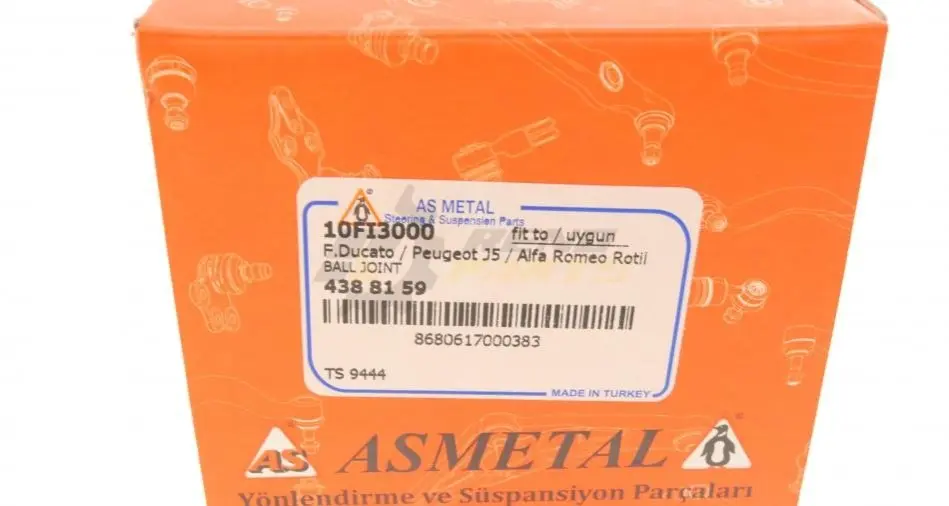 AS METAL
Steering & Suspension Parts
10FI3000 fit to / uygun
F.Ducato / Peugeot J5 / Alfa Romeo Rotil
BALL JOINT
438 81 59
8680617000383
TS 9444
MADE IN TURKEY
AS ASMETAL
Yönlendirme ve Süspansiyon Parçaları